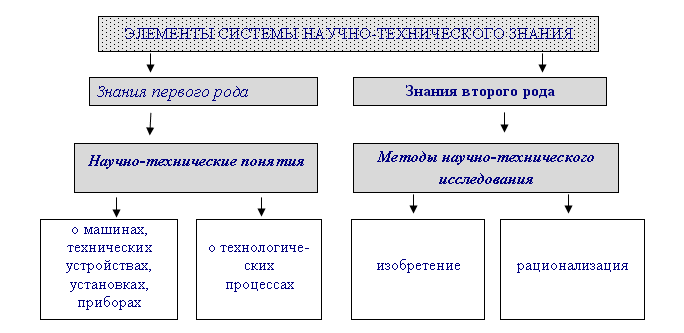 ЭЛЕМЕНТЫ СИСТЕМЫ НАУЧНО-ТЕХНИЧЕСКОГО ЗНАНИЯ
Знания первого рода
Знания второго рода
Научно-технические понятия
Методы научно-технического
исследования
о машинах,
технических
устройствах,
установках,
приборах
о технологиче-
ских
процессах
изобретение
рационализация